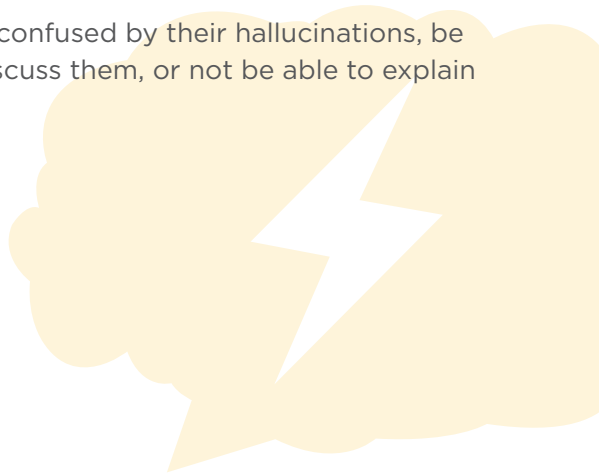 confused by their hallucinations, be
scuss them, or not be able to explain